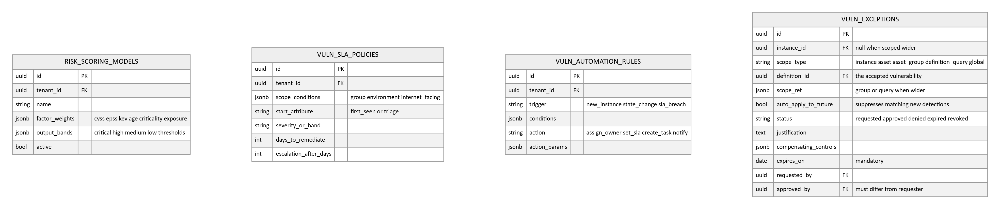 RISK_SCORING_MODELS
uuid id PK
uuid tenant_id FK
string name
jsonb factor_weights cvss epss kev age criticality exposure
jsonb output_bands critical high medium low thresholds
bool active
VULN_SLA_POLICIES
uuid id PK
uuid tenant_id FK
jsonb scope_conditions group environment internet_facing
string start_attribute first_seen or triage
string severity_or_band
int days_to_remediate
int escalation_after_days
VULN_AUTOMATION_RULES
uuid id PK
uuid tenant_id FK
string trigger new_instance state_change sla_breach
jsonb conditions
string action assign_owner set_sla create_task notify
jsonb action_params
VULN_EXCEPTIONS
uuid id PK
uuid instance_id FK null when scoped wider
string scope_type instance asset asset_group definition_query global
uuid definition_id FK the accepted vulnerability
jsonb scope_ref group or query when wider
bool auto_apply_to_future suppresses matching new detections
string status requested approved denied expired revoked
text justification
jsonb compensating_controls
date expires_on mandatory
uuid requested_by FK
uuid approved_by FK must differ from requester